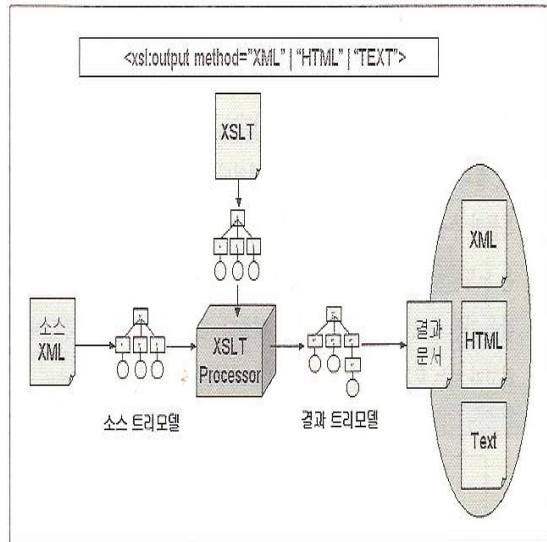 <xsl:output method="XML" | "HTML" | "TEXT">
XSLT
소스
XML
XSLT
Processor
소스 트리모델
결과 트리모델
결과
문서
XML
HTML
Text